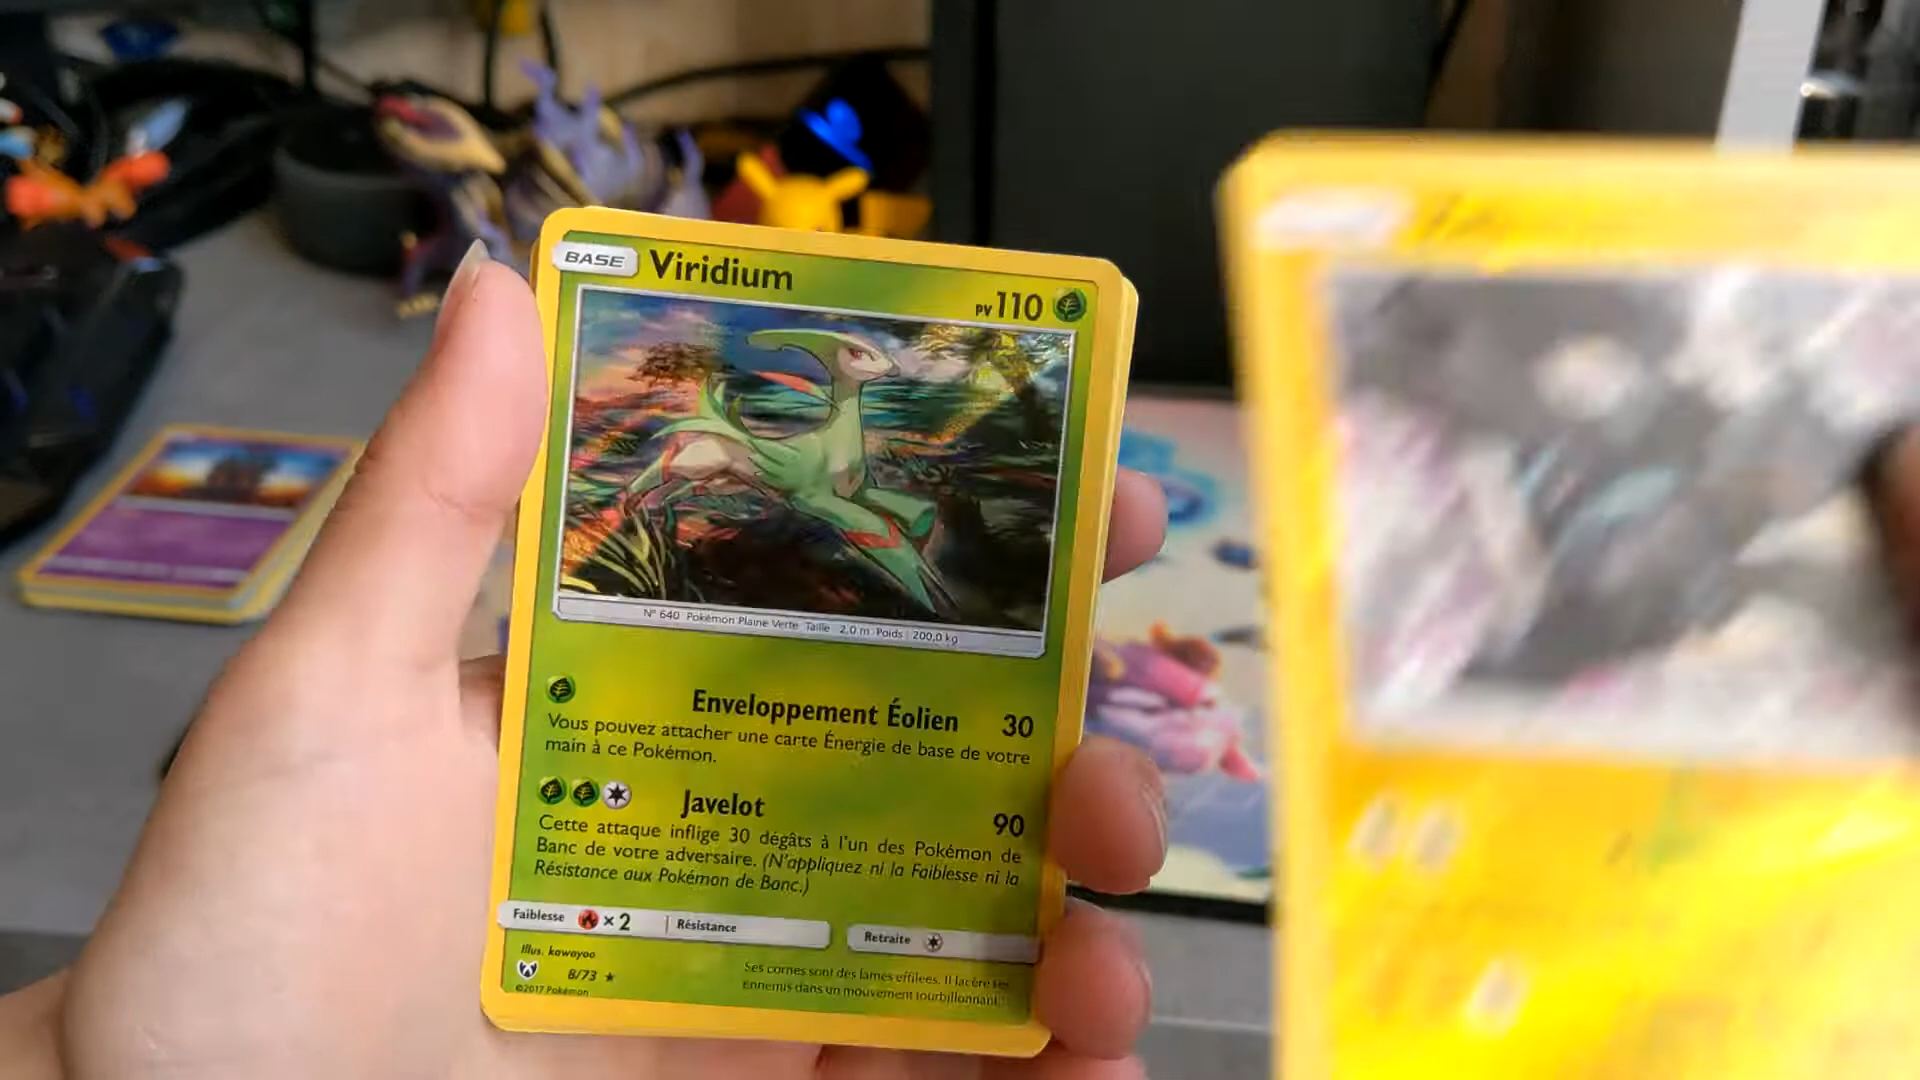 BASE Viridium PV 110
N° 640 Pokémon Plaine Verte Taille 2,0 m Poids 200,0 kg
Enveloppement Éolien 30
Vous pouvez attacher une carte Énergie de base de votre
main à ce Pokémon.
Javelot 90
Cette attaque inflige 30 dégâts à l'un des Pokémon de
Banc de votre adversaire. (N'appliquez ni la Faiblesse ni la
Résistance aux Pokémon de Banc.)
Faiblesse ×2 Résistance Retraite
Illus. kawayoo
8/73
©2017 Pokémon
Ses cornes sont des lames effilées. Il lacère ses
ennemis dans un mouvement tourbillonnant.